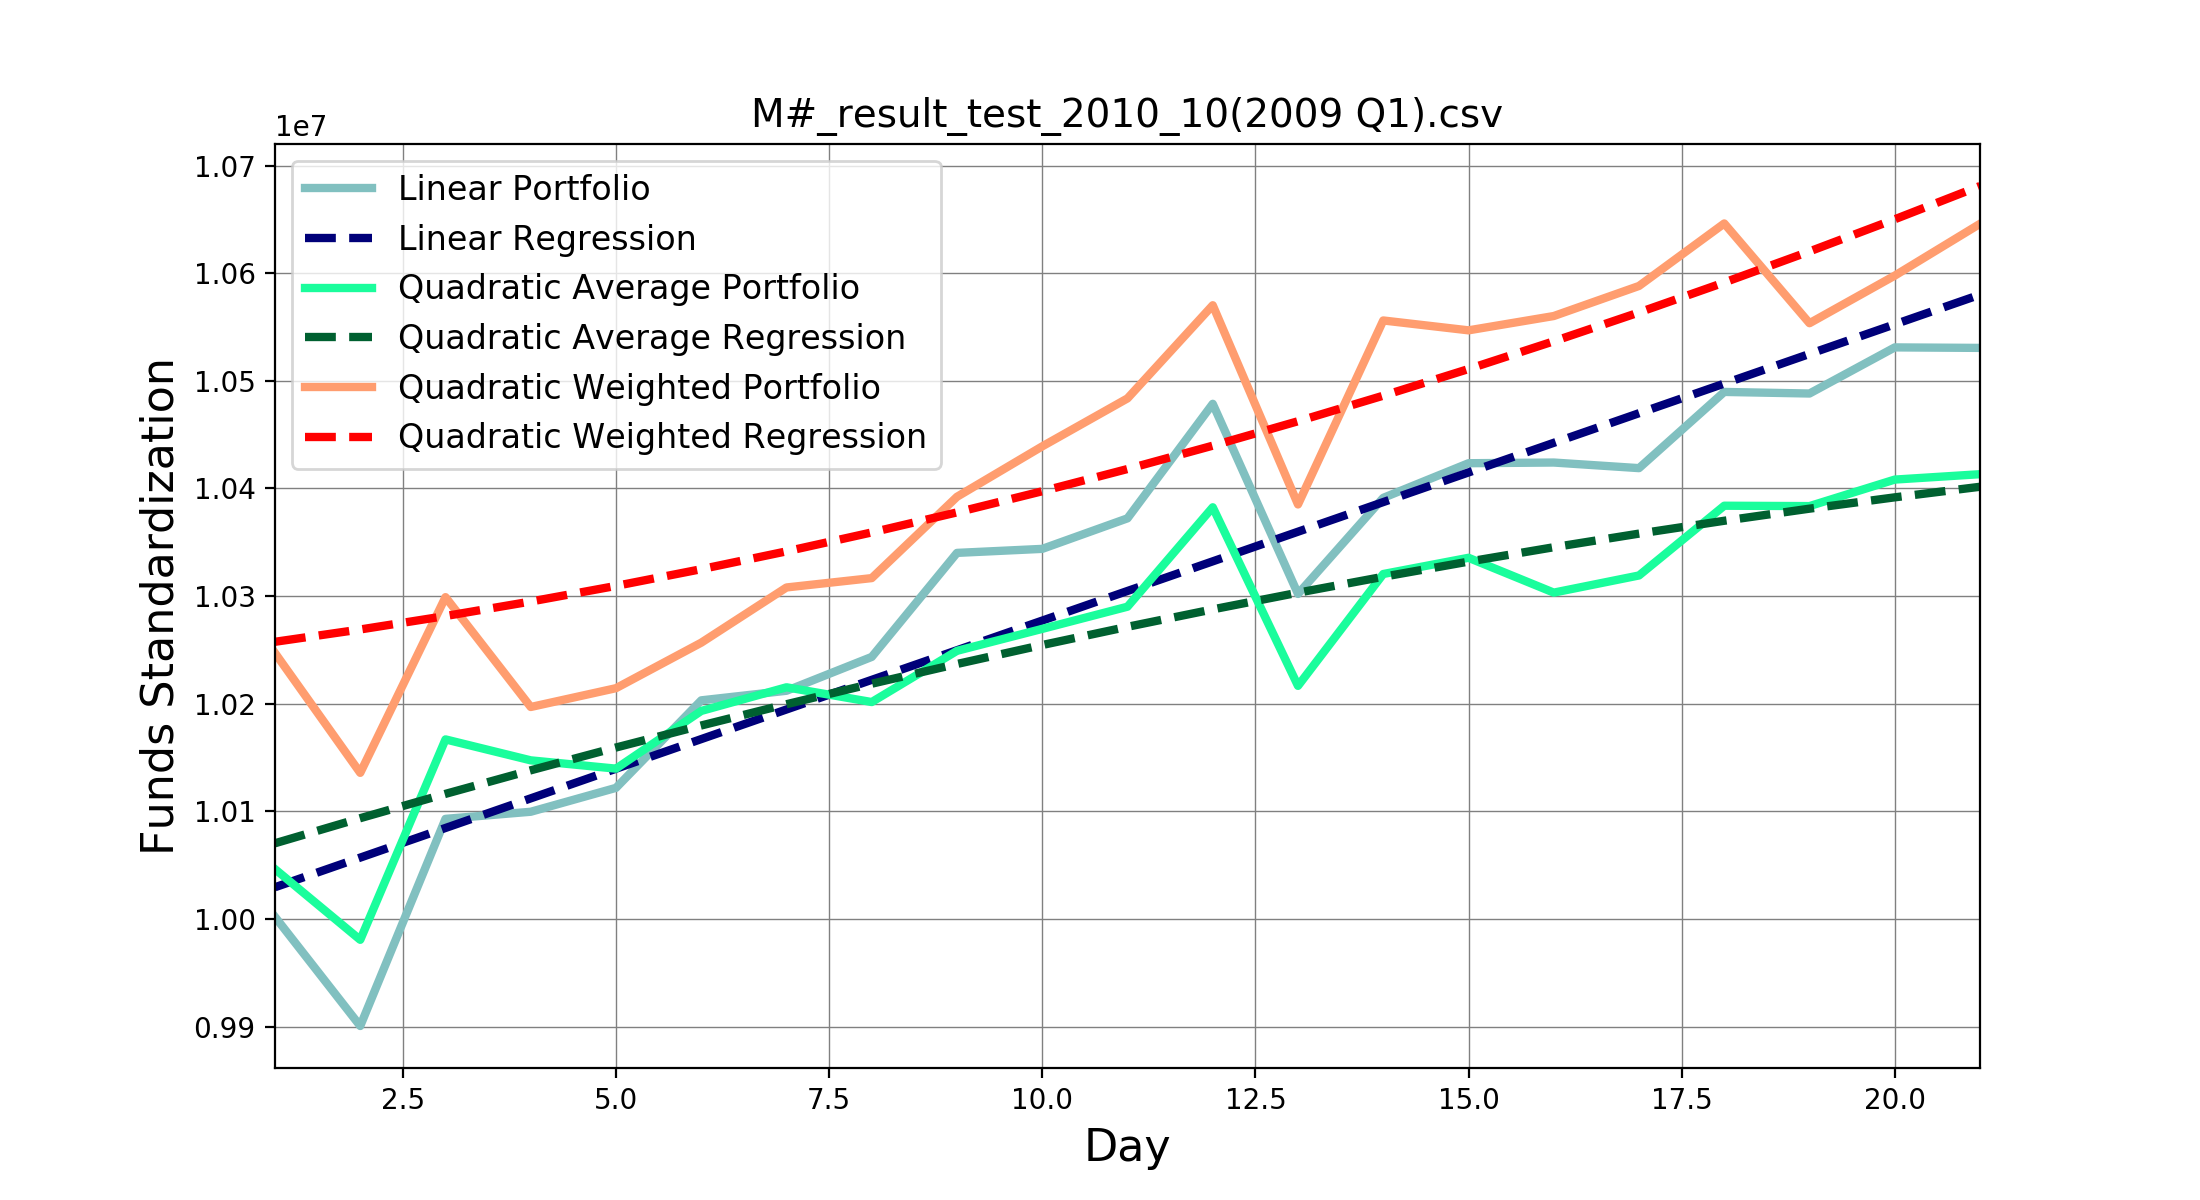 M#_result_test_2010_10(2009 Q1).csv
1e7
1.07
1.06
1.05
1.04
1.03
1.02
1.01
1.00
0.99
Funds Standardization
Linear Portfolio
Linear Regression
Quadratic Average Portfolio
Quadratic Average Regression
Quadratic Weighted Portfolio
Quadratic Weighted Regression
2.5 5.0 7.5 10.0 12.5 15.0 17.5 20.0
Day